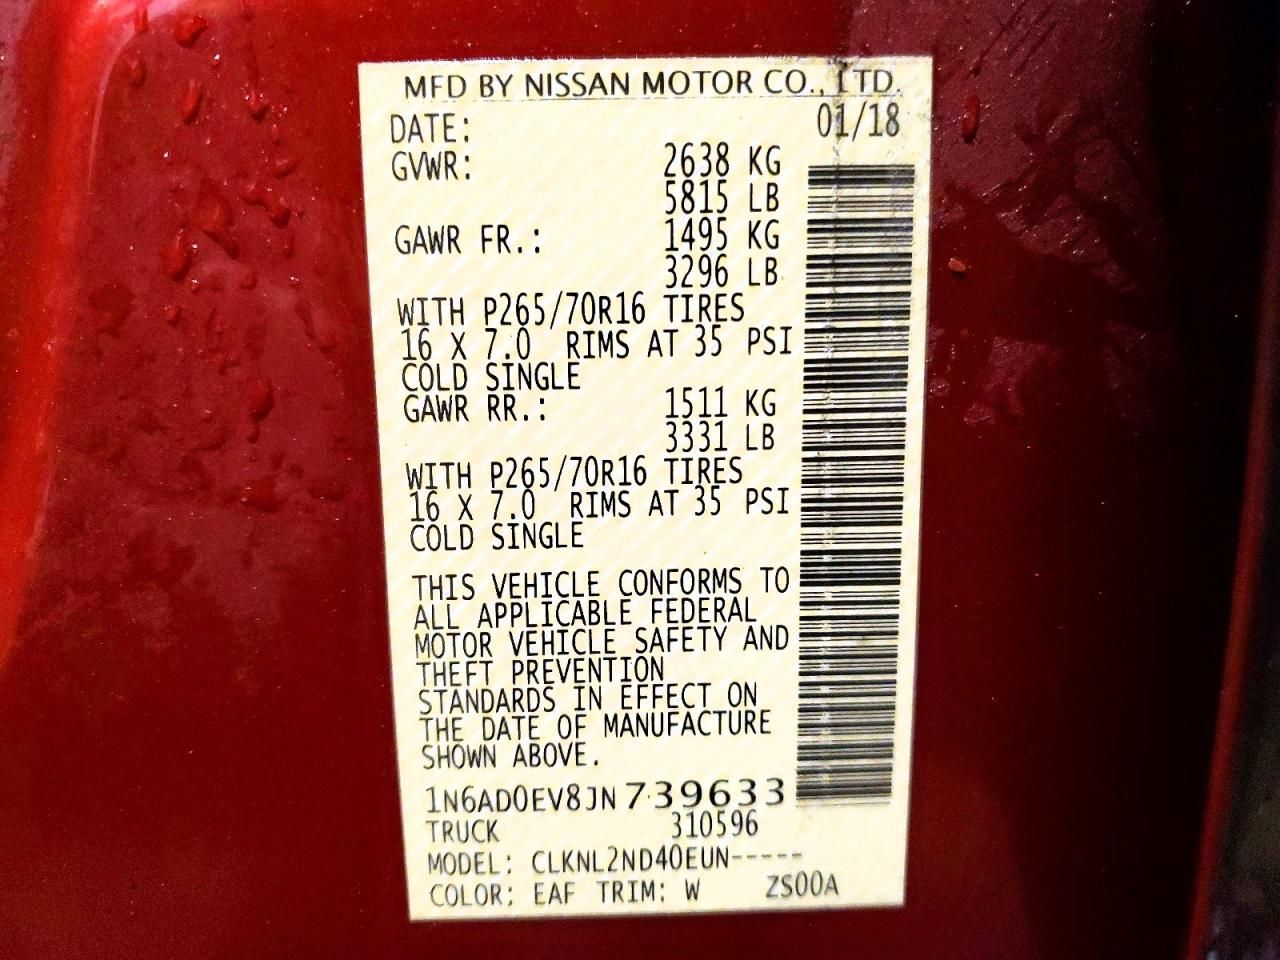 MFD BY NISSAN MOTOR CO., LTD.
DATE: 01/18
GVWR: 2638 KG
5815 LB
GAWR FR.: 1495 KG
3296 LB
WITH P265/70R16 TIRES
16 X 7.0 RIMS AT 35 PSI
COLD SINGLE
GAWR RR.: 1511 KG
3331 LB
WITH P265/70R16 TIRES
16 X 7.0 RIMS AT 35 PSI
COLD SINGLE
THIS VEHICLE CONFORMS TO
ALL APPLICABLE FEDERAL
MOTOR VEHICLE SAFETY AND
THEFT PREVENTION
STANDARDS IN EFFECT ON
THE DATE OF MANUFACTURE
SHOWN ABOVE.
1N6AD0EV8JN739633
TRUCK 310596
MODEL: CLKNL2ND40EUN-----
COLOR: EAF TRIM: W ZS00A